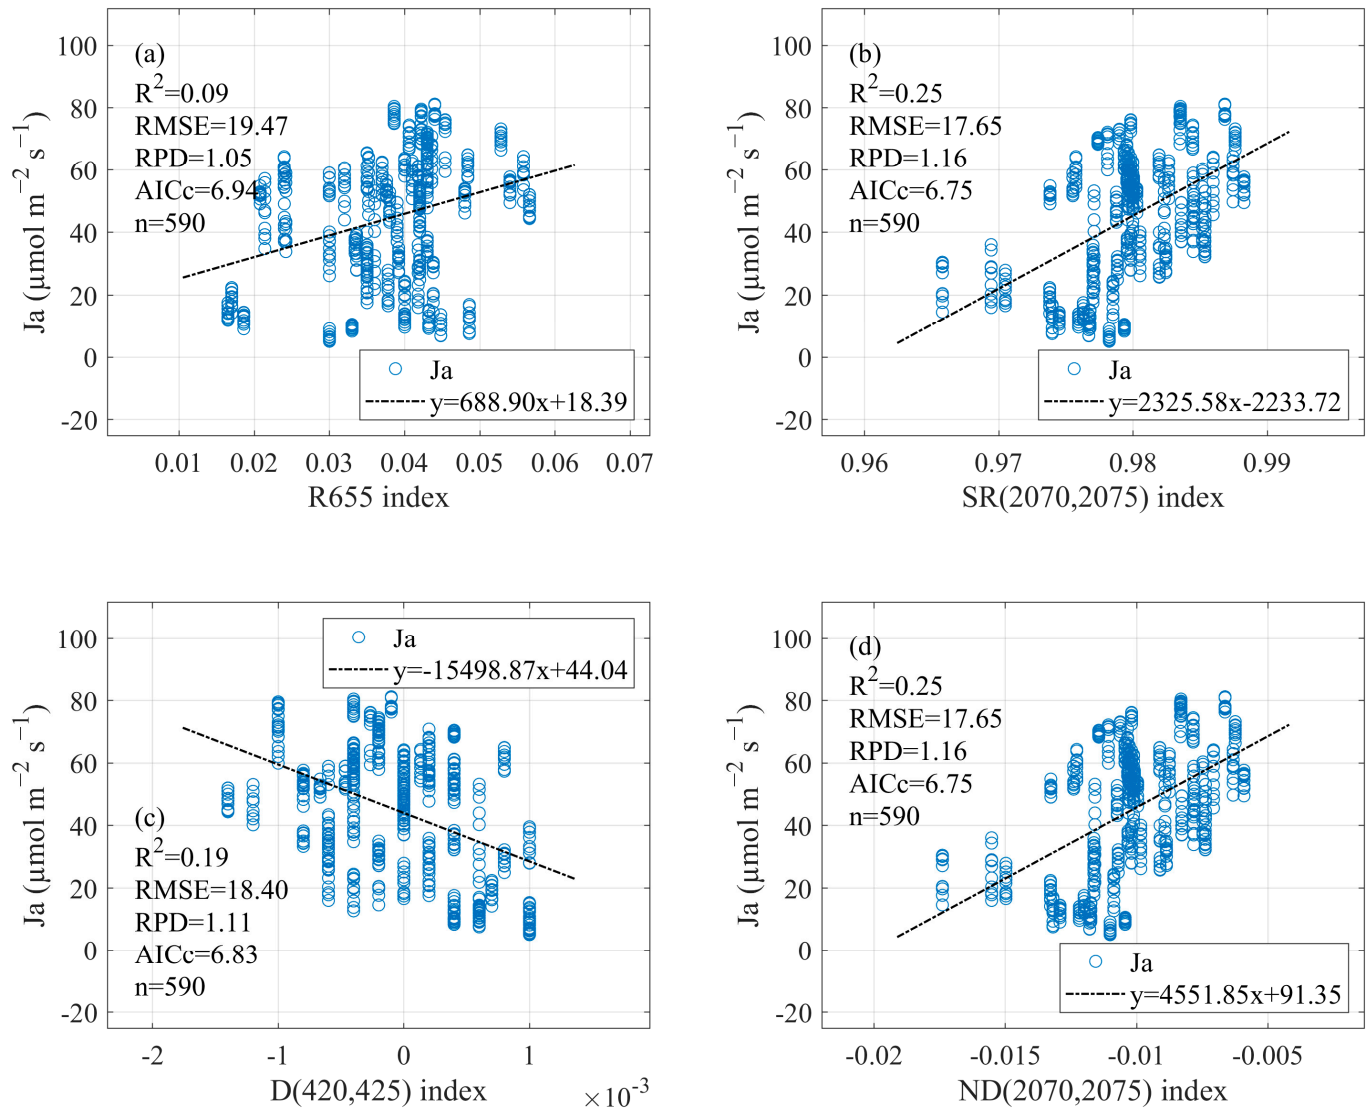 (a)
R²=0.09
RMSE=19.47
RPD=1.05
AICc=6.94
n=590
100
80
60
40
20
0
-20
Ja (μmol m⁻² s⁻¹)
Ja
y=688.90x+18.39
0.01 0.02 0.03 0.04 0.05 0.06 0.07
R655 index
(b)
R²=0.25
RMSE=17.65
RPD=1.16
AICc=6.75
n=590
100
80
60
40
20
0
-20
Ja (μmol m⁻² s⁻¹)
Ja
y=2325.58x-2233.72
0.96 0.97 0.98 0.99
SR(2070,2075) index
Ja
y=-15498.87x+44.04
100
80
60
40
20
0
-20
Ja (μmol m⁻² s⁻¹)
(c)
R²=0.19
RMSE=18.40
RPD=1.11
AICc=6.83
n=590
-2 -1 0 1
D(420,425) index
×10⁻³
(d)
R²=0.25
RMSE=17.65
RPD=1.16
AICc=6.75
n=590
100
80
60
40
20
0
-20
Ja (μmol m⁻² s⁻¹)
Ja
y=4551.85x+91.35
-0.02 -0.015 -0.01 -0.005
ND(2070,2075) index